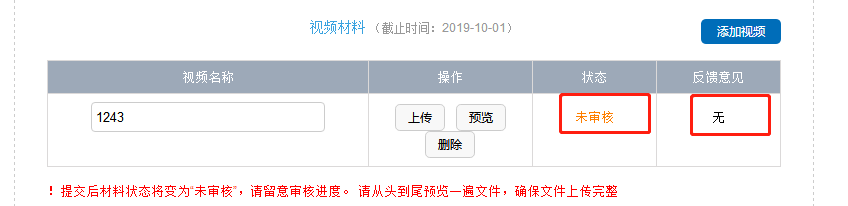 视频材料 （截止时间：2019-10-01） 添加视频
视频名称 操作 状态 反馈意见
1243 上传 预览 未审核 无
删除
！提交后材料状态将变为“未审核”，请留意审核进度。 请从头到尾预览一遍文件，确保文件上传完整